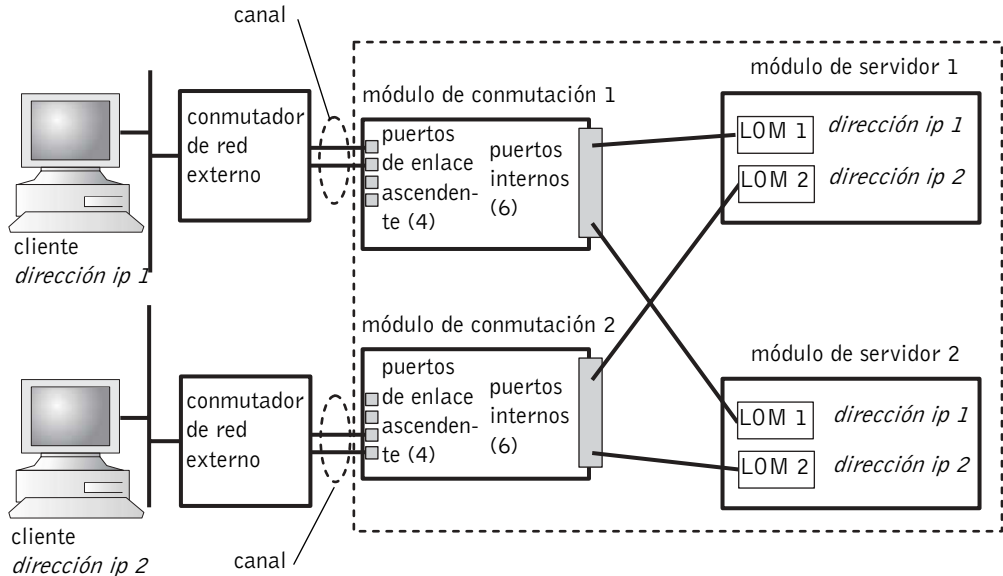 canal
módulo de servidor 1
módulo de conmutación 1
conmutador
de red
externo
puertos
de enlace
ascenden-
te (4)
puertos
internos
(6)
LOM 1
dirección ip 1
LOM 2
dirección ip 2
cliente
dirección ip 1
módulo de conmutación 2
módulo de servidor 2
conmutador
de red
externo
puertos
de enlace
ascenden-
te (4)
puertos
internos
(6)
LOM 1
dirección ip 1
LOM 2
dirección ip 2
cliente
dirección ip 2
canal